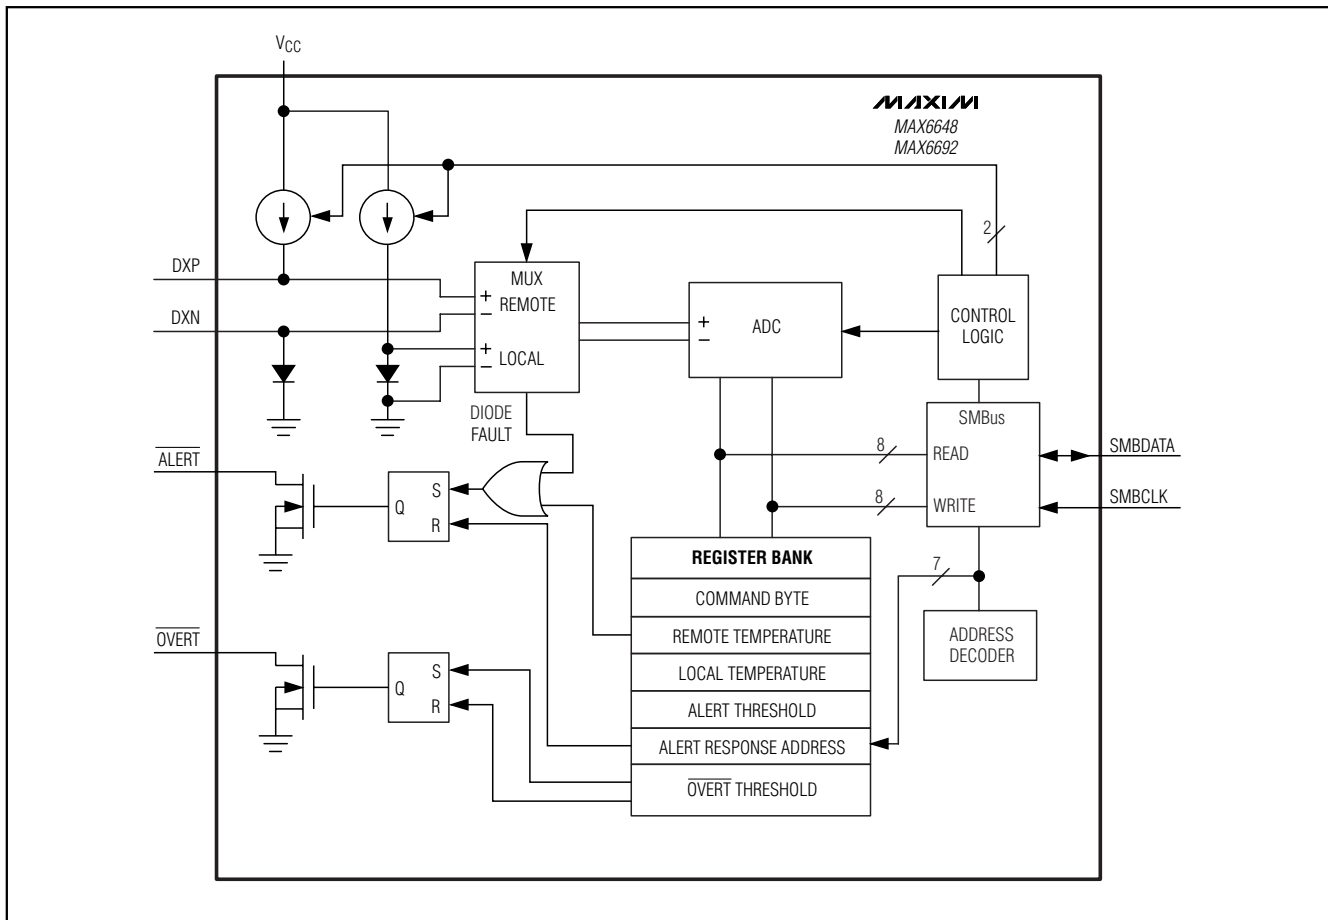 VCC
MAXIM
MAX6648
MAX6692
2
DXP
MUX
+
REMOTE
−
DXN
+
LOCAL
−
+
ADC
−
CONTROL
LOGIC
DIODE
FAULT
SMBus
8
READ
SMBDATA
8
WRITE
SMBCLK
ALERT
S
Q
R
REGISTER BANK
7
COMMAND BYTE
REMOTE TEMPERATURE
ADDRESS
DECODER
OVERT
LOCAL TEMPERATURE
S
Q
R
ALERT THRESHOLD
ALERT RESPONSE ADDRESS
OVERT THRESHOLD